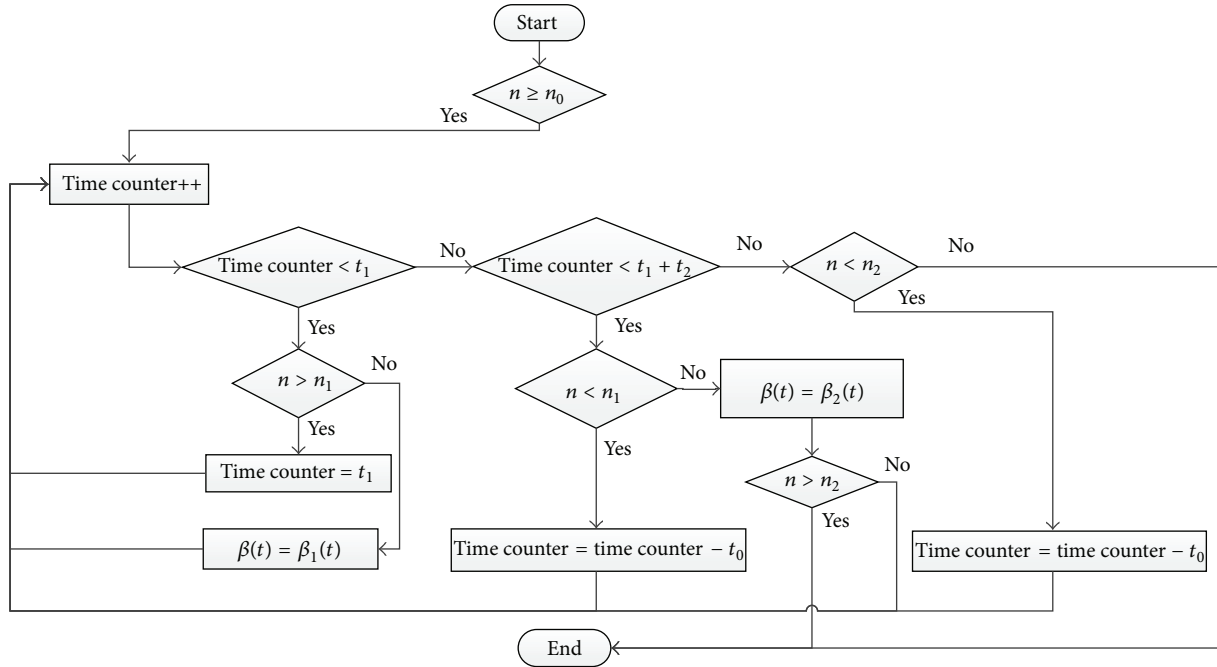 Start
n ≥ n₀
Yes
Time counter++
Time counter < t₁
No
Time counter < t₁ + t₂
No
n < n₂
No
Yes
Yes
Yes
n > n₁
No
n < n₁
No
β(t) = β₂(t)
Yes
Yes
Time counter = t₁
n > n₂
No
Yes
β(t) = β₁(t)
Time counter = time counter − t₀
Time counter = time counter − t₀
End